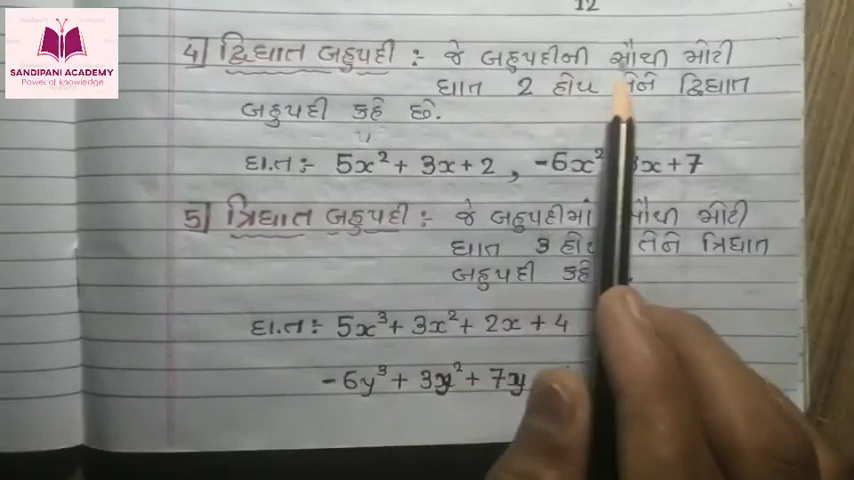 12
SANDIPANI ACADEMY
Power of knowledge
4] દ્વિઘાત બહુપદી :- જે બહુપદીની સૌથી મોટી
ઘાત 2 હોય તેને દ્વિઘાત
બહુપદી કહે છે.
દા.ત :- 5x² + 3x + 2 , -6x² 3x + 7
5] ત્રિઘાત બહુપદી :- જે બહુપદીમાં સૌથી મોટી
ઘાત 3 હોય તેને ત્રિઘાત
બહુપદી કહે
દા.ત :- 5x³ + 3x² + 2x + 4
-6y³ + 3y² + 7y